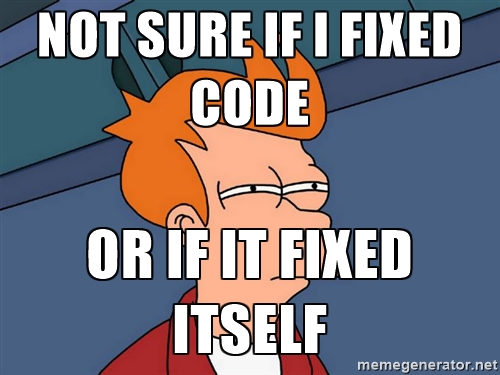 NOT SURE IF I FIXED
CODE
OR IF IT FIXED
ITSELF
memegenerator.net